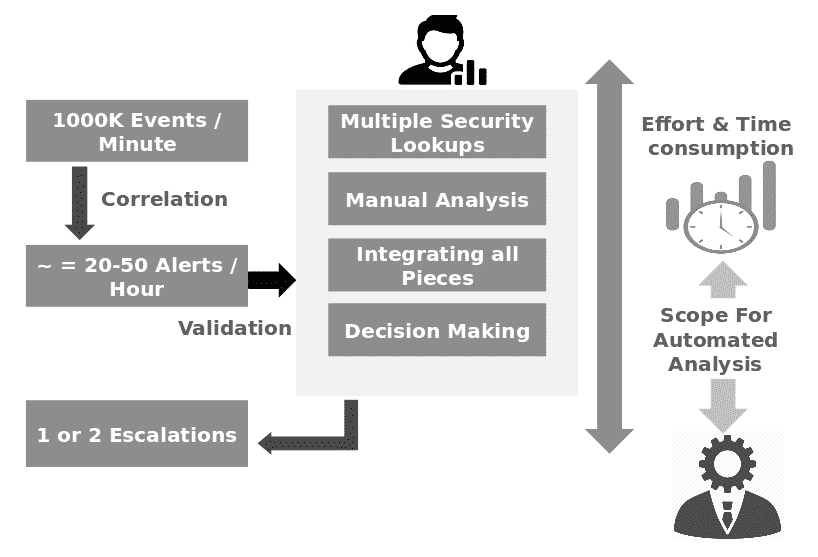 1000K Events /
Minute
Correlation
~ = 20-50 Alerts /
Hour
Validation
1 or 2 Escalations
Multiple Security
Lookups
Manual Analysis
Integrating all
Pieces
Decision Making
Effort & Time
consumption
Scope For
Automated
Analysis